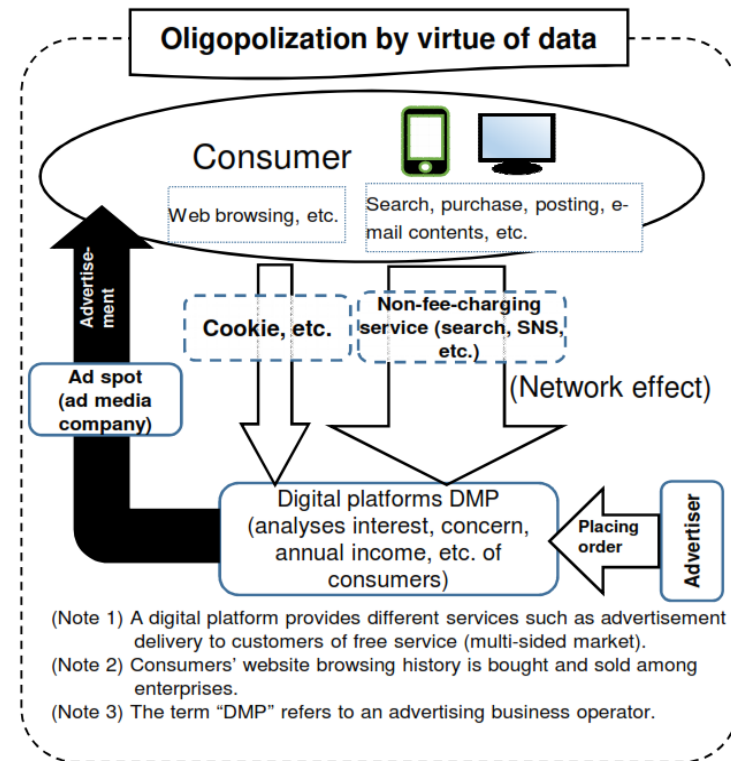 Oligopolization by virtue of data
Consumer
Web browsing, etc.
Search, purchase, posting, e-
mail contents, etc.
Advertise-
ment
Cookie, etc.
Non-fee-charging
service (search, SNS,
etc.)
Ad spot
(ad media
company)
(Network effect)
Digital platforms DMP
(analyses interest, concern,
annual income, etc. of
consumers)
Placing
order
Advertiser
(Note 1) A digital platform provides different services such as advertisement
delivery to customers of free service (multi-sided market).
(Note 2) Consumers' website browsing history is bought and sold among
enterprises.
(Note 3) The term “DMP” refers to an advertising business operator.